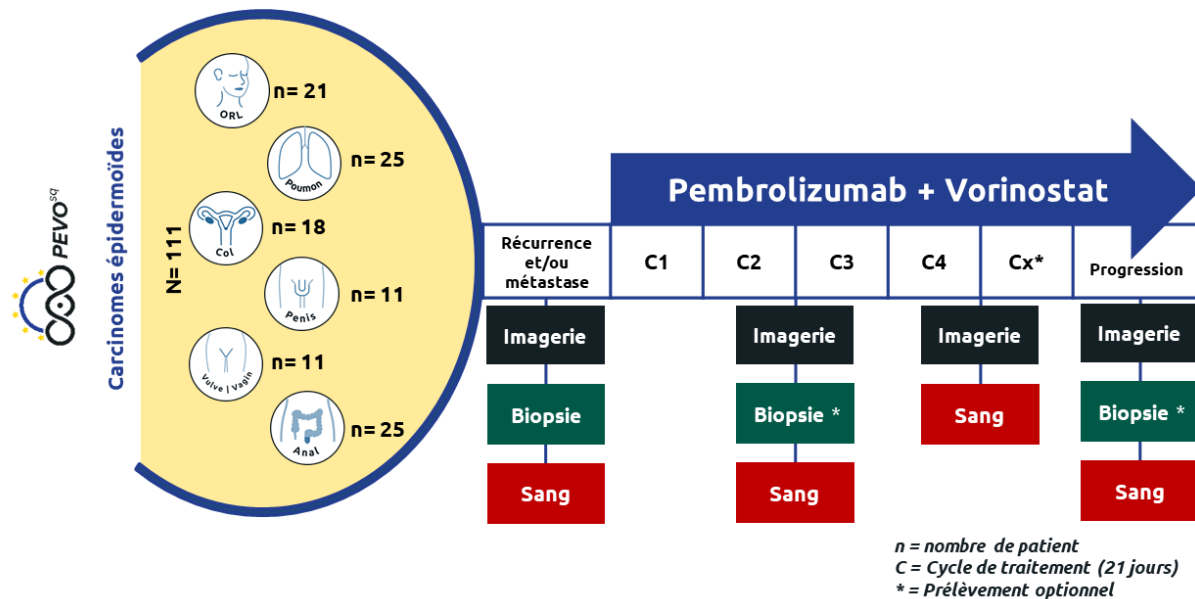 PEVOsq
Carcinomes épidermoïdes
N= 111
ORL
n= 21
Poumon
n= 25
Col
n= 18
Penis
n= 11
Vulve | Vagin
n= 11
Anal
n= 25
Pembrolizumab + Vorinostat
Récurrence
et/ou
métastase
C1
C2
C3
C4
Cx*
Progression
Imagerie
Imagerie
Imagerie
Imagerie
Biopsie
Biopsie *
Sang
Biopsie *
Sang
Sang
Sang
n = nombre de patient
C = Cycle de traitement (21 jours)
* = Prélèvement optionnel